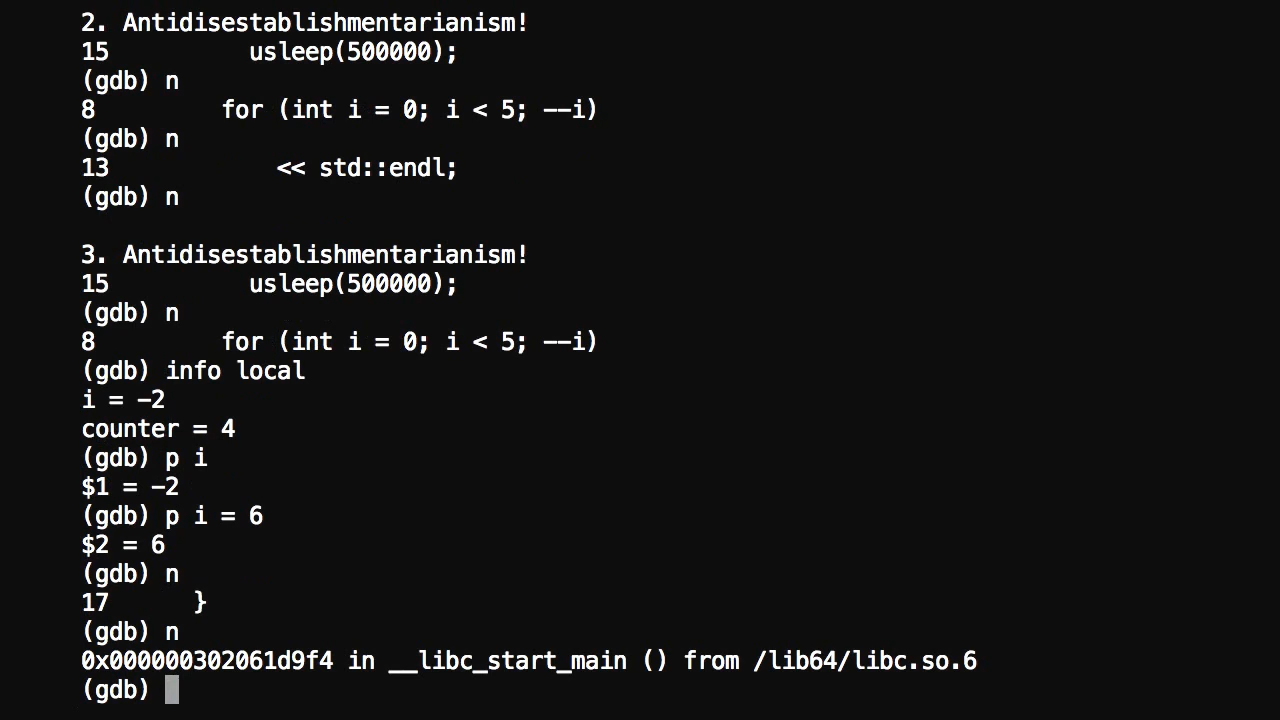 2. Antidisestablishmentarianism!
15          usleep(500000);
(gdb) n
8         for (int i = 0; i < 5; --i)
(gdb) n
13            << std::endl;
(gdb) n

3. Antidisestablishmentarianism!
15          usleep(500000);
(gdb) n
8         for (int i = 0; i < 5; --i)
(gdb) info local
i = -2
counter = 4
(gdb) p i
$1 = -2
(gdb) p i = 6
$2 = 6
(gdb) n
17      }
(gdb) n
0x000000302061d9f4 in __libc_start_main () from /lib64/libc.so.6
(gdb)